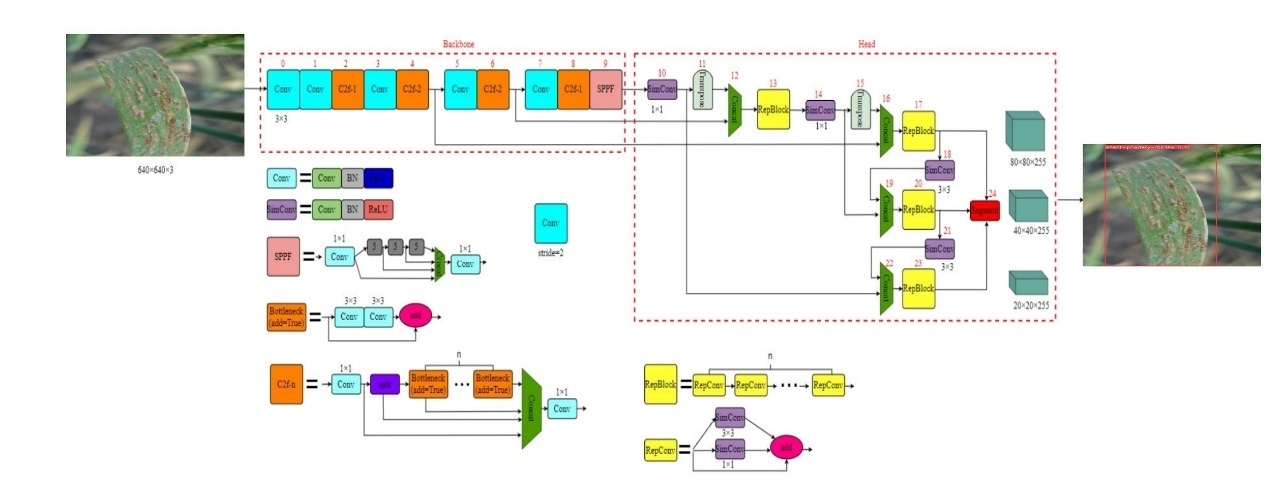 Backbone
Head
0 1 2 3 4 5 6 7 8 9
Conv Conv C2f-1 Conv C2f-2 Conv C2f-2 Conv C2f-1 SPPF
3×3
640×640×3
10 11 12 13 14 15 16 17
SimConv Transpose Concat RepBlock SimConv Transpose Concat RepBlock
1×1 1×1
80×80×255
18
SimConv
3×3
19 20 24
Concat RepBlock Segment
40×40×255
21
SimConv
3×3
22 23
Concat RepBlock
20×20×255
Conv = Conv BN
SimConv = Conv BN ReLU
Conv
stride=2
SPPF = 1×1 Conv 5 5 5 Concat 1×1 Conv
Bottleneck
(add=True) = 3×3 Conv 3×3 Conv add
n
C2f-n = 1×1 Conv split Bottleneck
(add=True) ... Bottleneck
(add=True) Concat 1×1 Conv
n
RepBlock = RepConv RepConv ... RepConv
RepConv = SimConv 3×3 SimConv 1×1 add